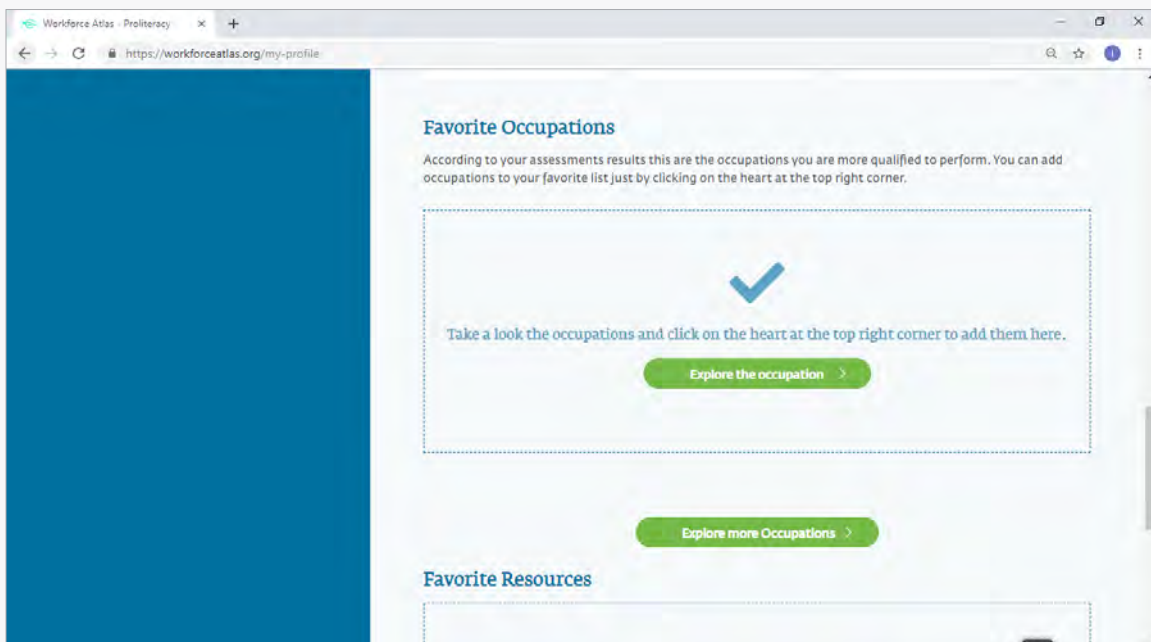 Workforce Atlas - Proliteracy
https://workforceatlas.org/my-profile
Favorite Occupations
According to your assessments results this are the occupations you are more qualified to perform. You can add
occupations to your favorite list just by clicking on the heart at the top right corner.
Take a look the occupations and click on the heart at the top right corner to add them here.
Explore the occupation
Explore more Occupations
Favorite Resources